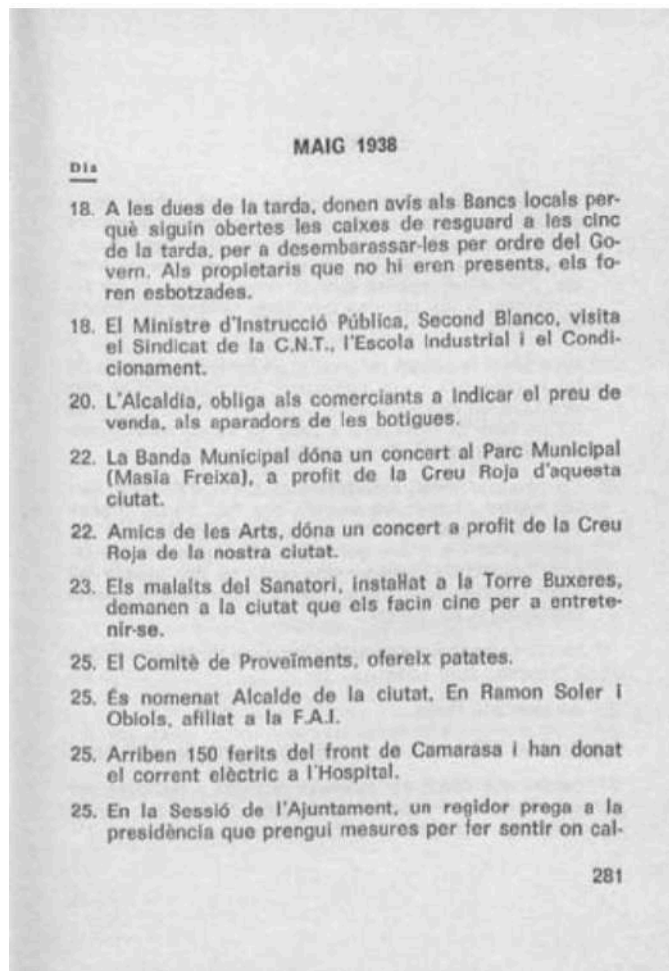 MAIG 1938
Dia
18. A les dues de la tarda, donen avís als Bancs locals per-
què siguin obertes les caixes de resguard a les cinc
de la tarda, per a desembarassar-les per ordre del Go-
vern. Als propietaris que no hi eren presents, els fo-
ren esbotzades.
18. El Ministre d'Instrucció Pública, Second Blanco, visita
el Sindicat de la C.N.T., l'Escola Industrial i el Condi-
cionament.
20. L'Alcaldia, obliga als comerciants a indicar el preu de
venda, als aparadors de les botigues.
22. La Banda Municipal dóna un concert al Parc Municipal
(Masia Freixa), a profit de la Creu Roja d'aquesta
ciutat.
22. Amics de les Arts, dóna un concert a profit de la Creu
Roja de la nostra ciutat.
23. Els malalts del Sanatori, instaŀlat a la Torre Buxeres,
demanen a la ciutat que els facin cine per a entrete-
nir-se.
25. El Comitè de Proveïments, ofereix patates.
25. És nomenat Alcalde de la ciutat, En Ramon Soler i
Obiols, afiliat a la F.A.I.
25. Arriben 150 ferits del front de Camarasa i han donat
el corrent elèctric a l'Hospital.
25. En la Sessió de l'Ajuntament, un regidor prega a la
presidència que prengui mesures per fer sentir on cal-
281